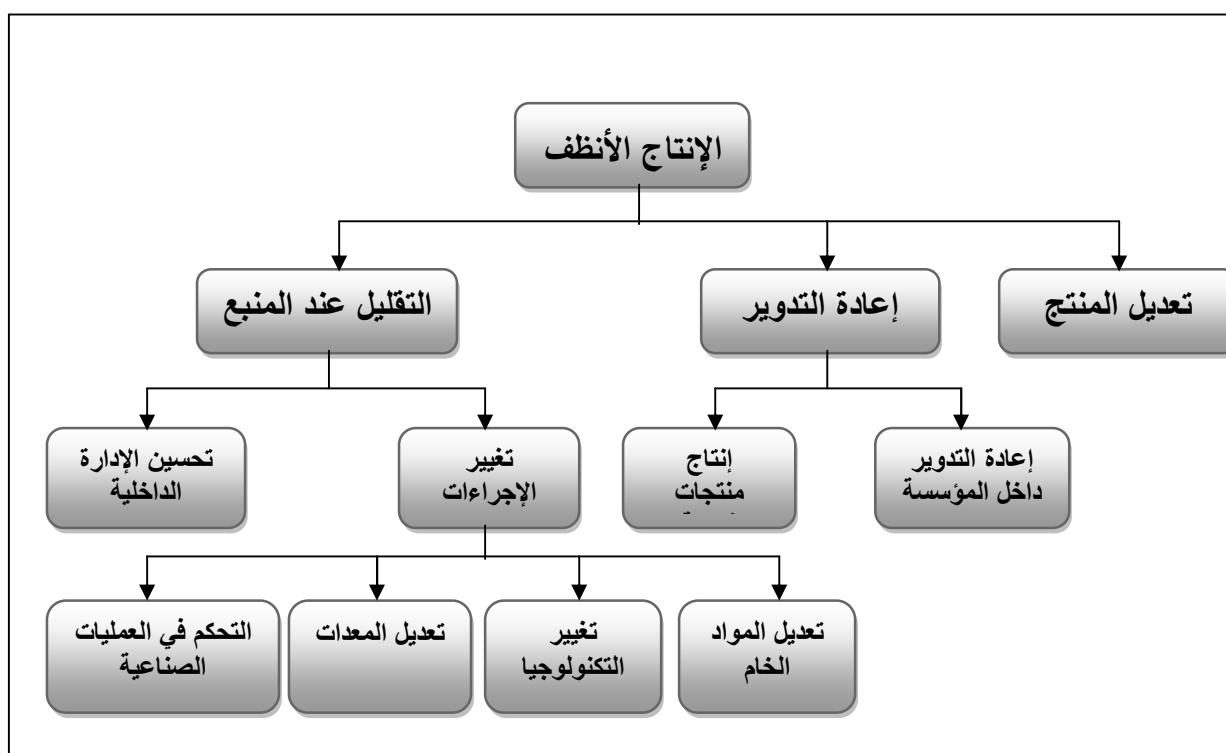 الإنتاج الأنظف
تعديل المنتج
إعادة التدوير
التقليل عند المنبع
إعادة التدوير
داخل المؤسسة
إنتاج
منتجات
تغيير
الإجراءات
تحسين الإدارة
الداخلية
تعديل المواد
الخام
تغيير
التكنولوجيا
تعديل المعدات
التحكم في العمليات
الصناعية